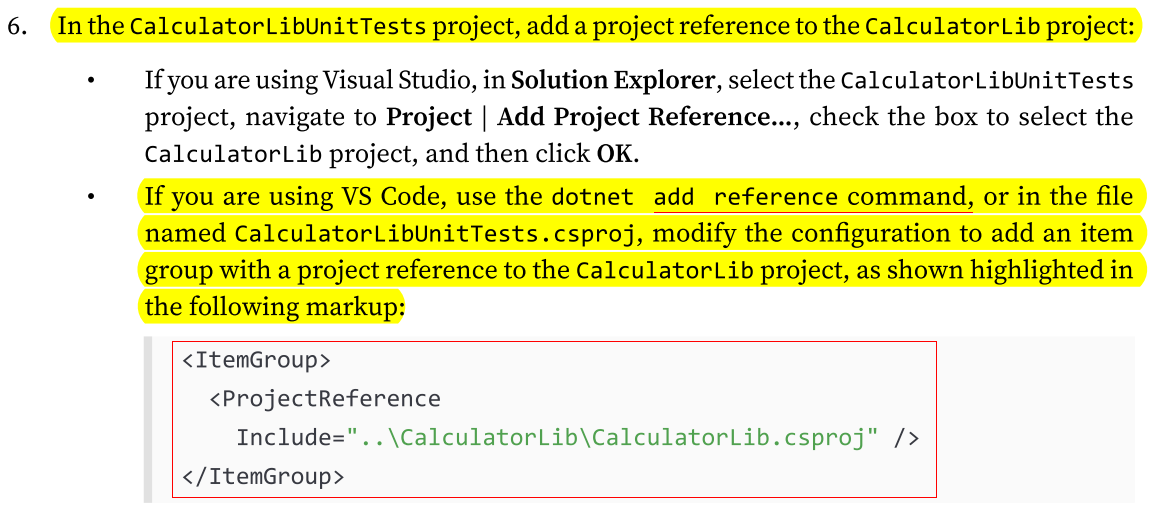 6. In the CalculatorLibUnitTests project, add a project reference to the CalculatorLib project:
• If you are using Visual Studio, in Solution Explorer, select the CalculatorLibUnitTests
project, navigate to Project | Add Project Reference…, check the box to select the
CalculatorLib project, and then click OK.
• If you are using VS Code, use the dotnet add reference command, or in the file
named CalculatorLibUnitTests.csproj, modify the configuration to add an item
group with a project reference to the CalculatorLib project, as shown highlighted in
the following markup:
<ItemGroup>
  <ProjectReference
    Include="..\CalculatorLib\CalculatorLib.csproj" />
</ItemGroup>